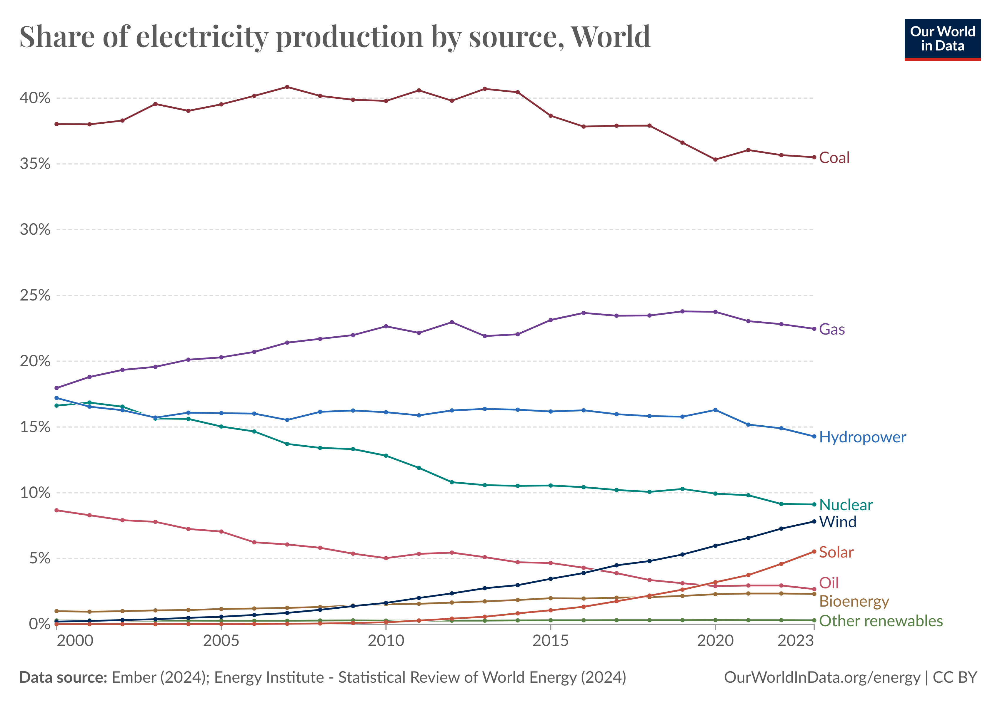 Share of electricity production by source, World
Our World
in Data
40%
35%
30%
25%
20%
15%
10%
5%
0%
Coal
Gas
Hydropower
Nuclear
Wind
Solar
Oil
Bioenergy
Other renewables
2000
2005
2010
2015
2020
2023
Data source: Ember (2024); Energy Institute - Statistical Review of World Energy (2024)
OurWorldInData.org/energy | CC BY